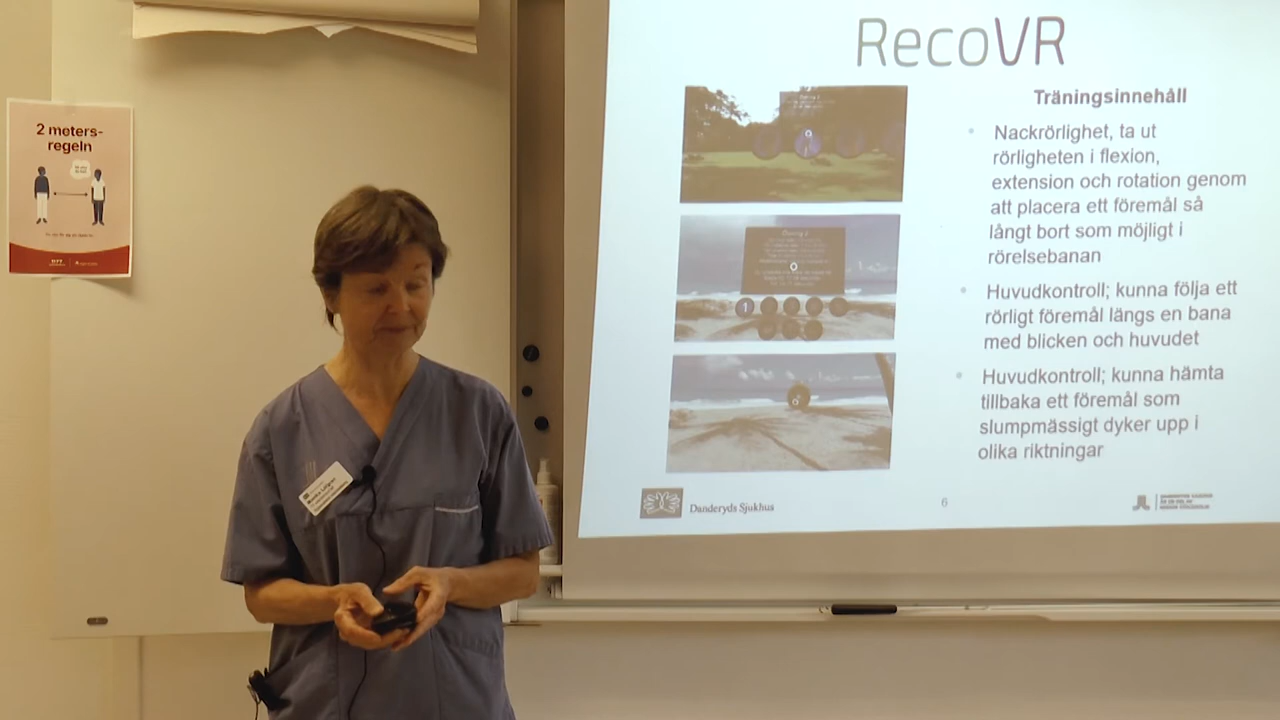 2 meters-
regeln
RecoVR
Träningsinnehåll
Nackrörlighet, ta ut
rörligheten i flexion,
extension och rotation genom
att placera ett föremål så
långt bort som möjligt i
rörelsebanan
Huvudkontroll; kunna följa ett
rörligt föremål längs en bana
med blicken och huvudet
Huvudkontroll; kunna hämta
tillbaka ett föremål som
slumpmässigt dyker upp i
olika riktningar
1
Danderyds Sjukhus
6